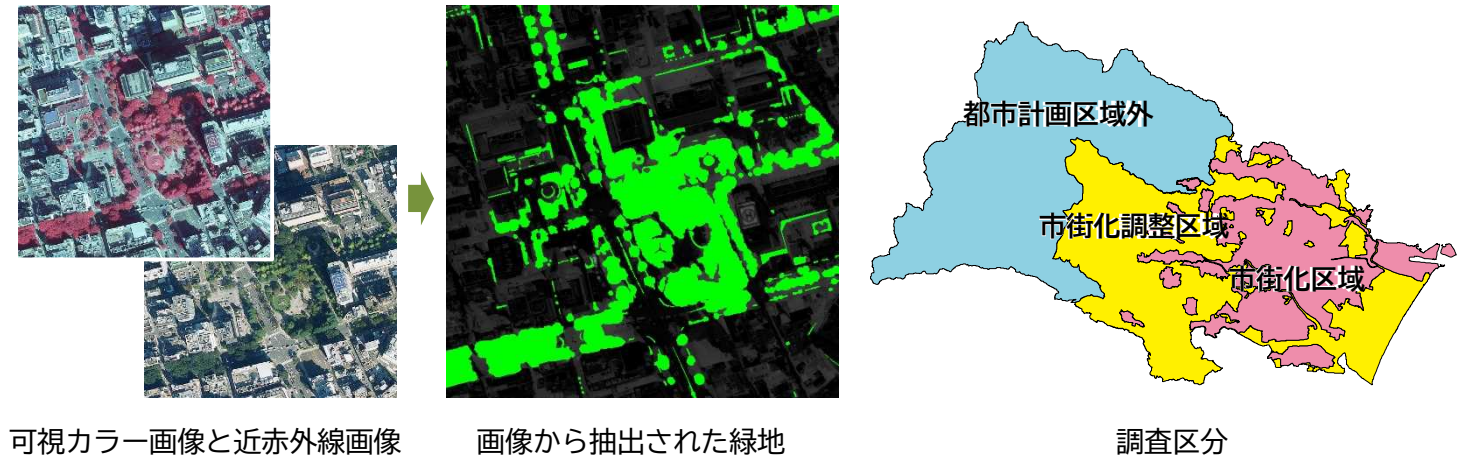 都市計画区域外
市街化調整区域
市街化区域
可視カラー画像と近赤外線画像
画像から抽出された緑地
調査区分